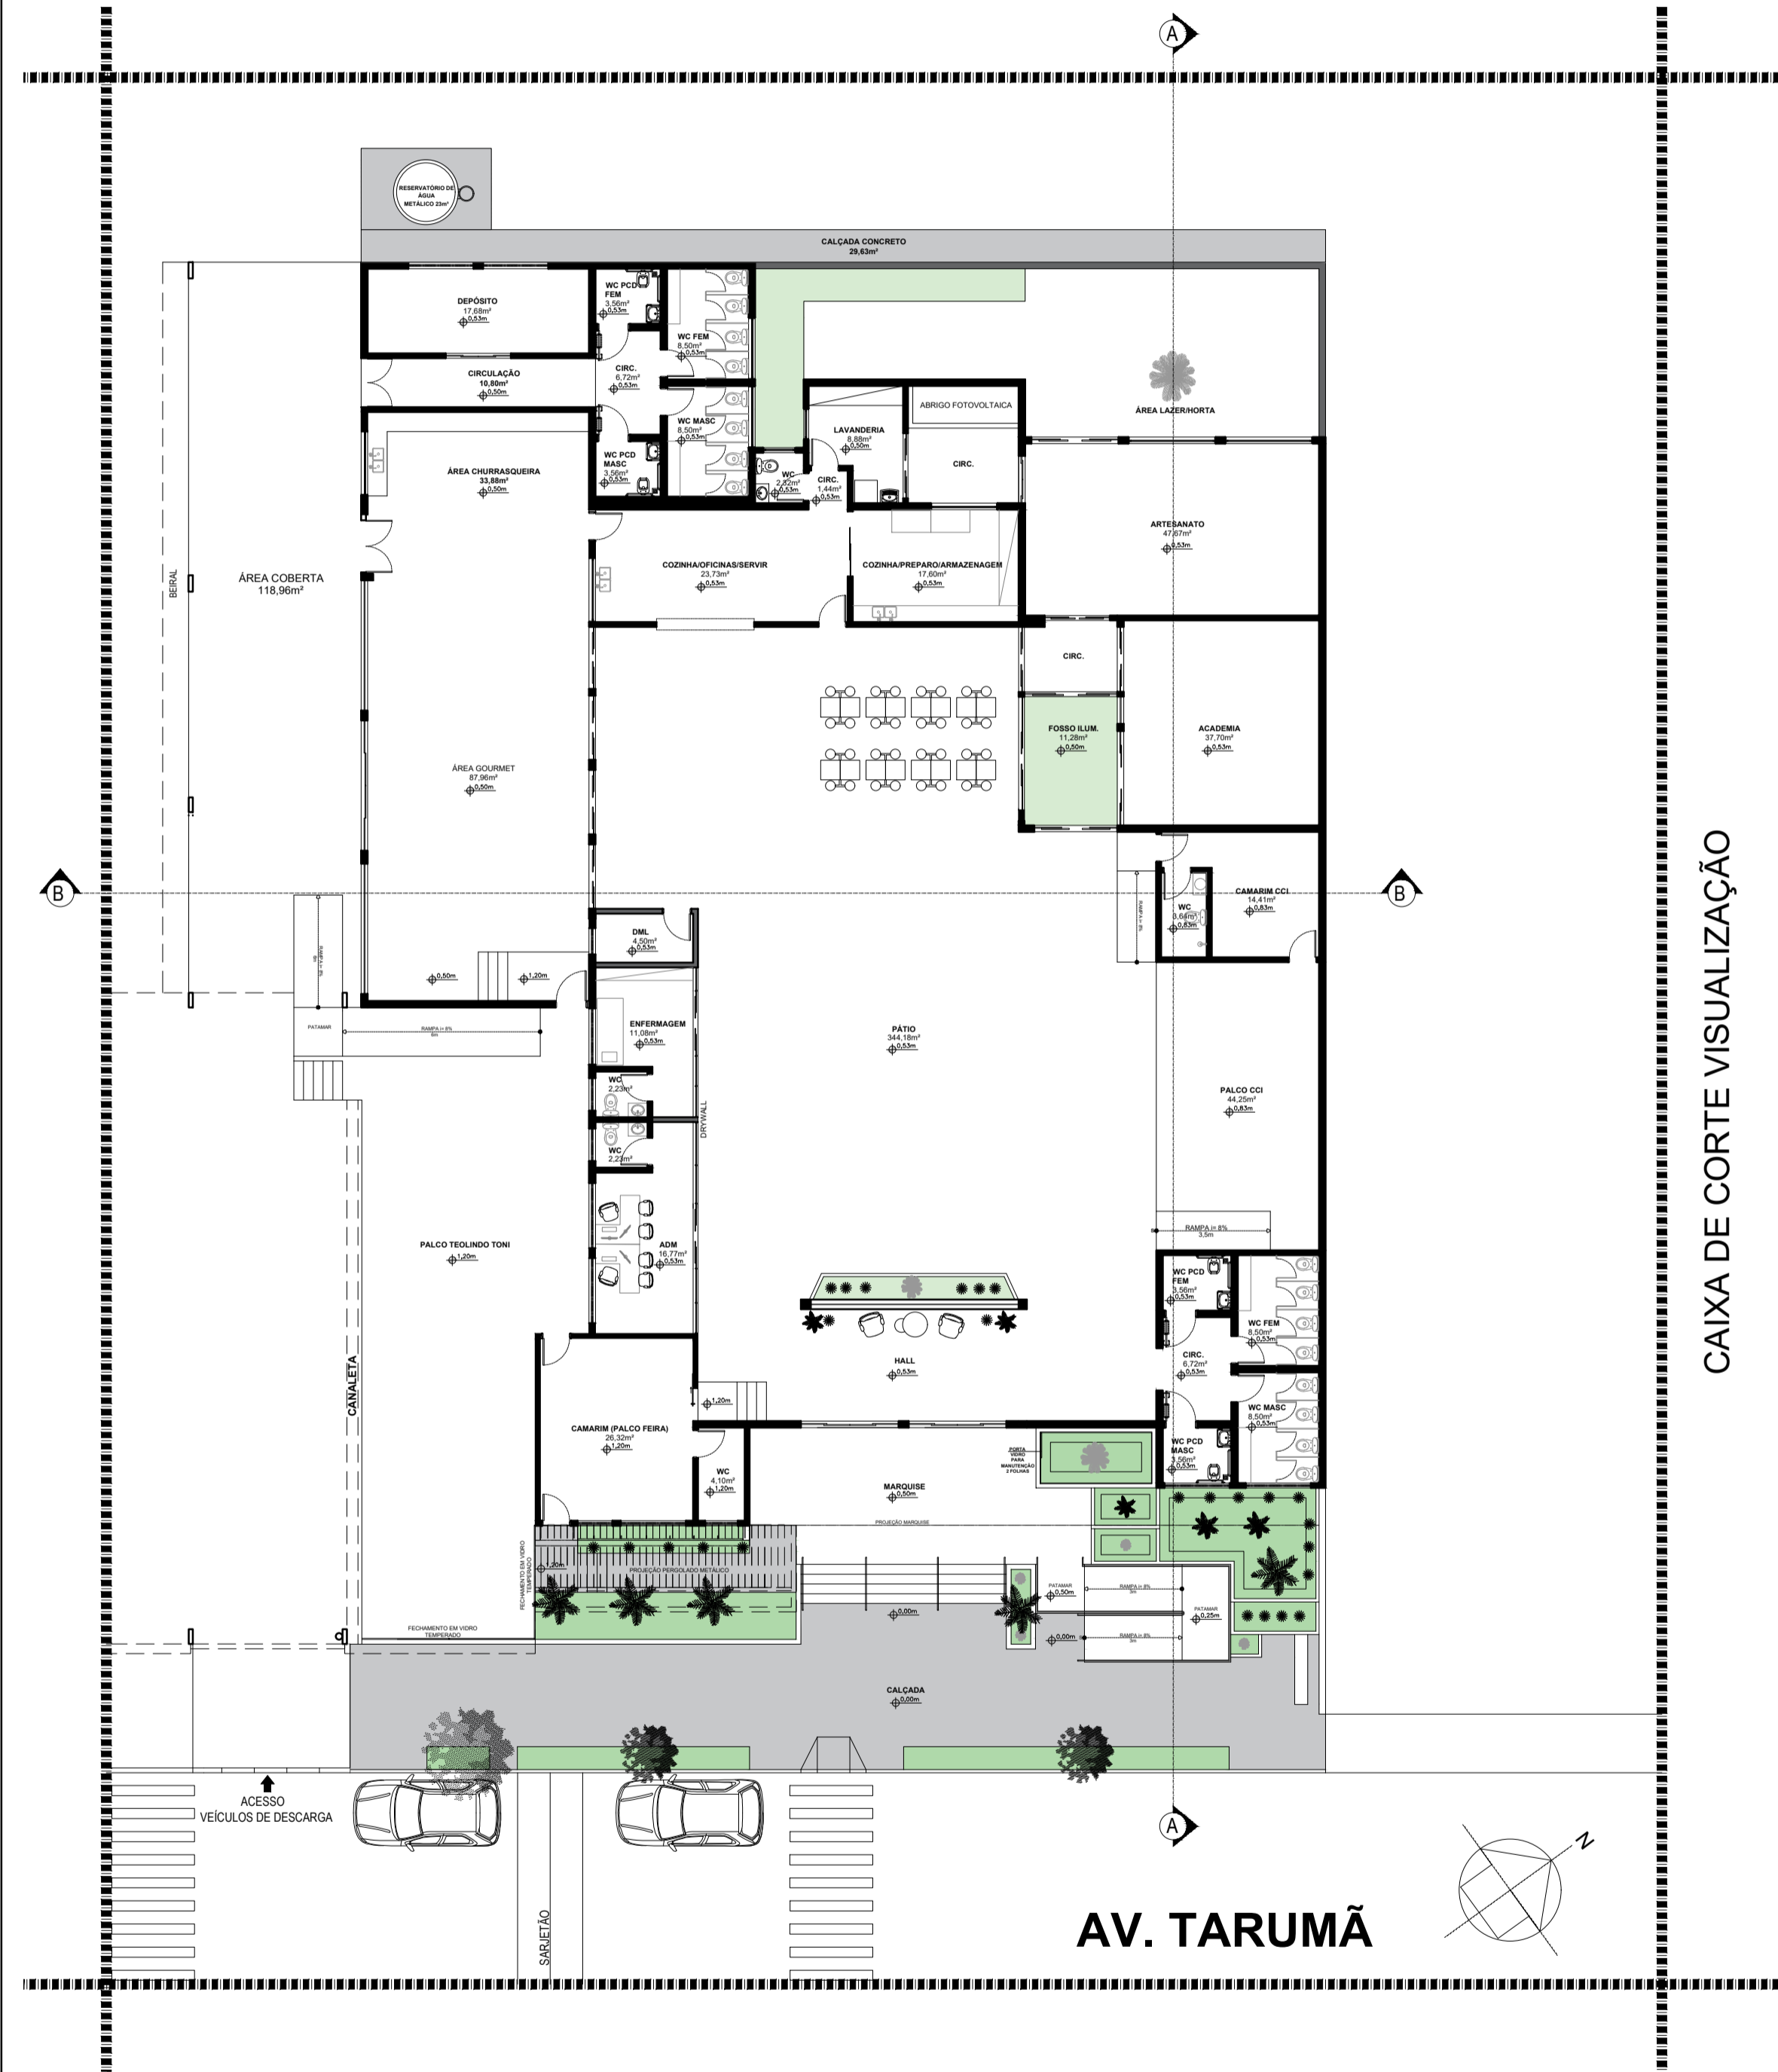 A
RESERVATÓRIO DE
ÁGUA
METÁLICO 23m³
CALÇADA CONCRETO
29,63m²
DEPÓSITO
17,68m²
0,53m
WC PCD
FEM
3,56m²
0,53m
WC FEM
8,50m²
0,53m
CIRCULAÇÃO
10,80m²
0,50m
CIRC.
6,72m²
0,53m
WC MASC
8,50m²
0,53m
WC PCD
MASC
3,56m²
0,53m
ABRIGO FOTOVOLTAICA
ÁREA LAZER/HORTA
LAVANDERIA
8,88m²
0,50m
CIRC.
WC
2,32m²
0,53m
CIRC.
1,44m²
0,53m
ÁREA CHURRASQUEIRA
33,88m²
0,50m
ARTESANATO
47,67m²
0,53m
COZINHA/OFICINAS/SERVIR
23,73m²
0,53m
COZINHA/PREPARO/ARMAZENAGEM
17,60m²
0,53m
BEIRAL
ÁREA COBERTA
118,96m²
CIRC.
FOSSO ILUM.
11,28m²
0,50m
ACADEMIA
37,70m²
0,53m
ÁREA GOURMET
87,96m²
0,50m
B
B
CAIXA DE CORTE VISUALIZAÇÃO
CAMARIM CCI
14,41m²
0,83m
WC
3,64m²
0,83m
RAMPA i= 8%
DML
4,50m²
0,53m
RAMPA i= 8%
6m
0,50m
1,20m
PATAMAR
RAMPA i= 8%
6m
ENFERMAGEM
11,08m²
0,53m
PÁTIO
344,18m²
0,53m
WC
2,23m²
DRYWALL
WC
2,23m²
PALCO CCI
44,25m²
0,83m
RAMPA i= 8%
3,5m
PALCO TEOLINDO TONI
1,20m
ADM
16,77m²
0,53m
WC PCD
FEM
3,56m²
0,53m
WC FEM
8,50m²
0,53m
CIRC.
6,72m²
0,53m
HALL
0,53m
CANALETA
1,20m
WC MASC
8,50m²
0,53m
WC PCD
MASC
3,56m²
0,53m
CAMARIM (PALCO FEIRA)
26,32m²
1,20m
WC
4,10m²
1,20m
PORTA
VIDRO
PARA
MANUTENÇÃO
2 FOLHAS
MARQUISE
0,50m
PROJEÇÃO MARQUISE
FECHAMENTO EM VIDRO
TEMPERADO
1,20m
PROJEÇÃO PERGOLADO METÁLICO
PATAMAR
0,50m
RAMPA i= 8%
3m
PATAMAR
0,25m
0,00m
0,00m
RAMPA i= 8%
3m
FECHAMENTO EM VIDRO
TEMPERADO
CALÇADA
0,00m
ACESSO
VEÍCULOS DE DESCARGA
A
N
SARJETÃO
AV. TARUMÃ